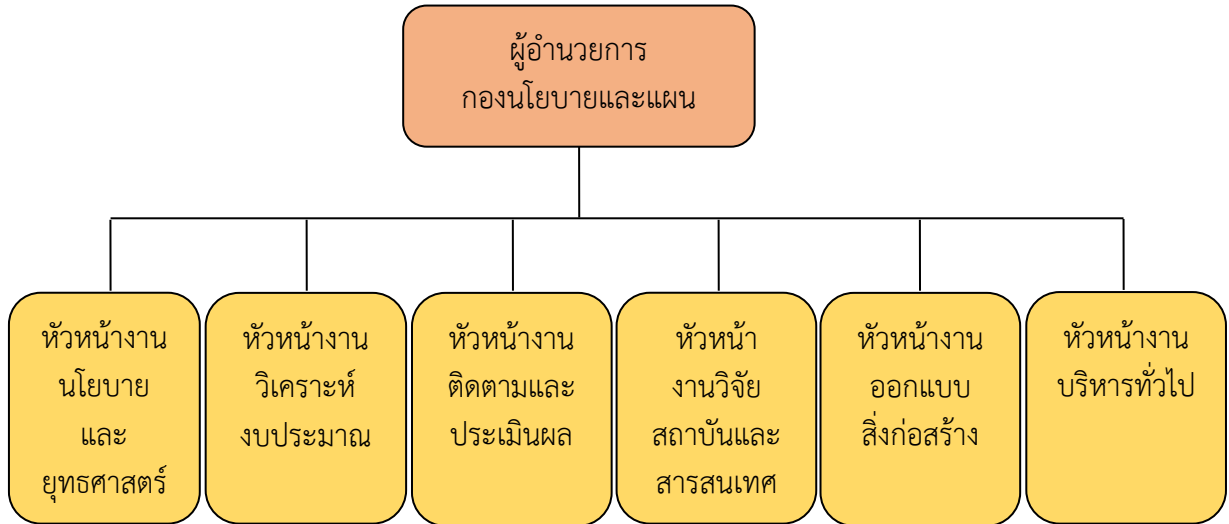 ผู้อำนวยการ
กองนโยบายและแผน
หัวหน้างาน
นโยบาย
และ
ยุทธศาสตร์
หัวหน้างาน
วิเคราะห์
งบประมาณ
หัวหน้างาน
ติดตามและ
ประเมินผล
หัวหน้า
งานวิจัย
สถาบันและ
สารสนเทศ
หัวหน้างาน
ออกแบบ
สิ่งก่อสร้าง
หัวหน้างาน
บริหารทั่วไป